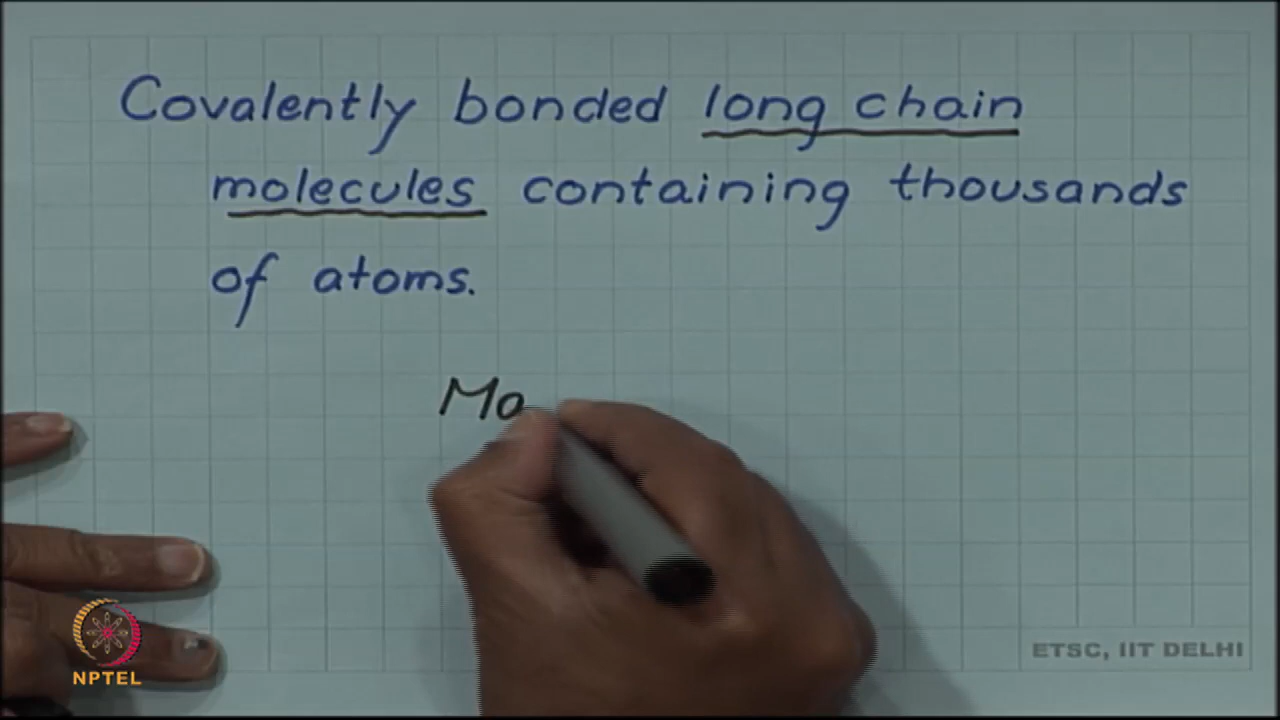 Covalently bonded long chain
molecules containing thousands
of atoms.
Mo
NPTEL
ETSC, IIT DELHI